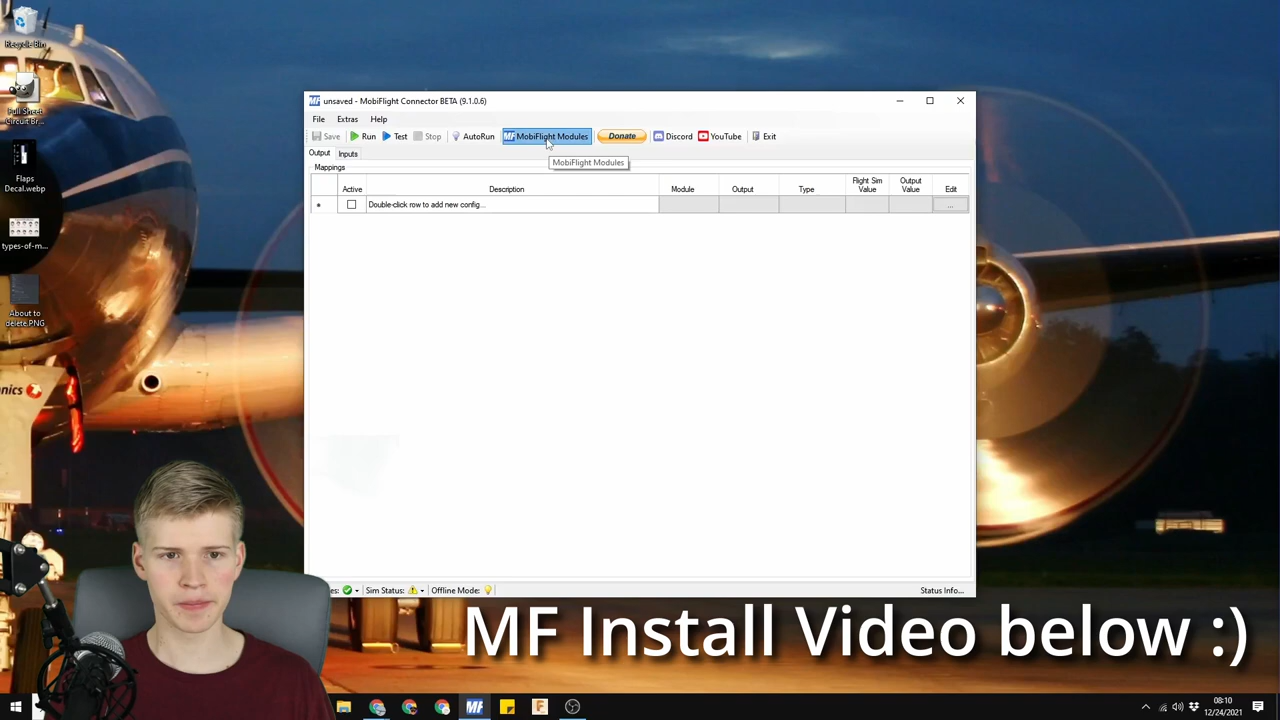 Recycle Bin
Full Sheet
Circuit Br...
Flaps
Decal.webp
types-of-m...
About to
delete.PNG
MF unsaved - MobiFlight Connector BETA (9.1.0.6)
File Extras Help
Save Run Test Stop AutoRun MF MobiFlight Modules Donate Discord YouTube Exit
Output Inputs
MobiFlight Modules
Mappings
Active Description Module Output Type Flight Sim Value Output Value Edit
Double-click row to add new config... ...
Sim Status: Offline Mode: Status Info...
MF Install Video below :)
MF
08:10
12/24/2021